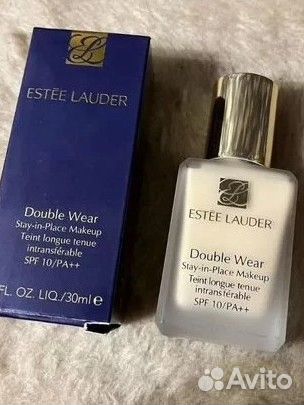 ESTĒE LAUDER
Double Wear
Stay-in-Place Makeup
Teint longue tenue
intransférable
SPF 10/PA++
FL. OZ. LIQ./30ml e
ESTĒE LAUDER
Double Wear
Stay-in-Place Makeup
Teint longue tenue
intransférable
SPF 10/PA++
Avito